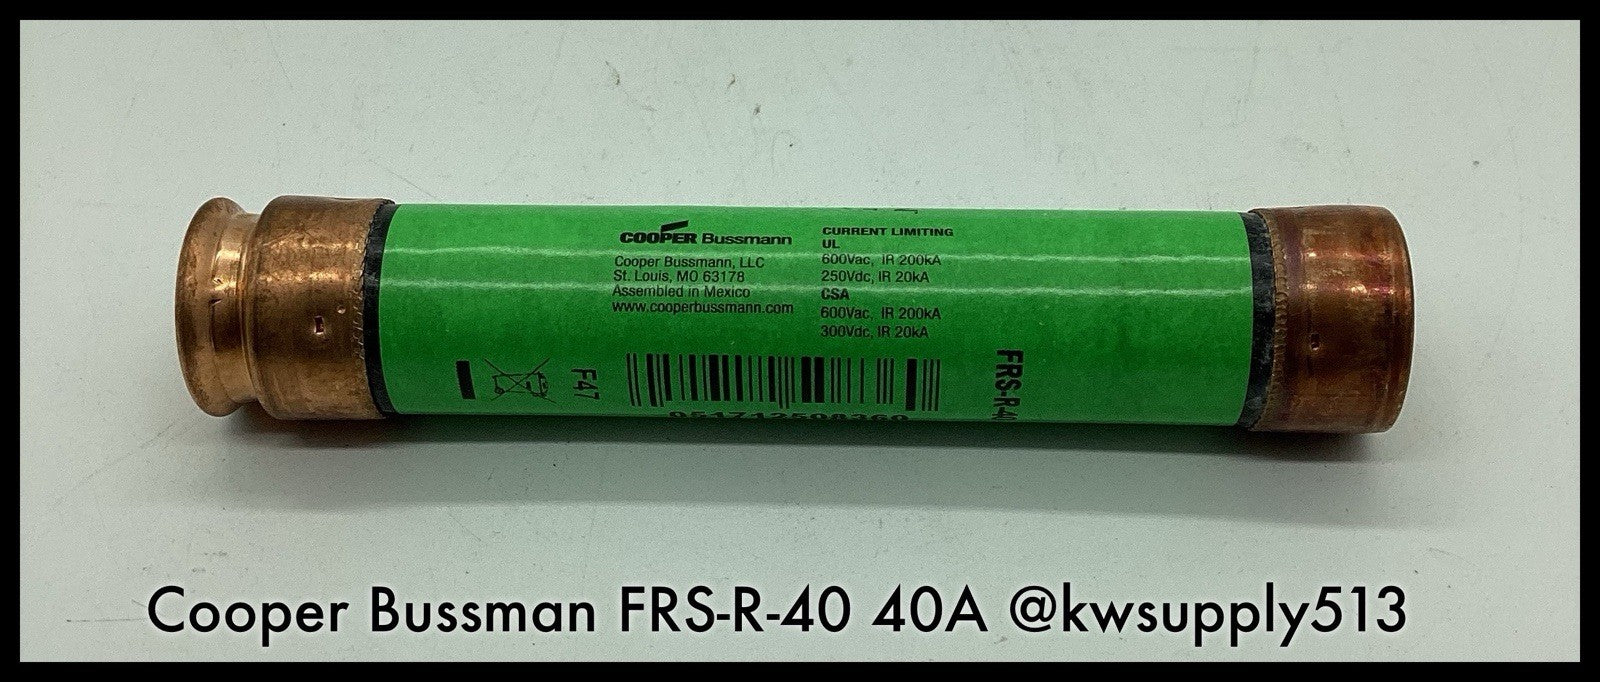 COOPER Bussmann
Cooper Bussmann, LLC
St. Louis, MO 63178
Assembled in Mexico
www.cooperbussmann.com
CURRENT LIMITING
UL
600Vac, IR 200kA
250Vdc, IR 20kA
CSA
600Vac, IR 200kA
300Vdc, IR 20kA
F47
051712508360
FRS-R-40
Cooper Bussman FRS-R-40 40A @kwsupply513